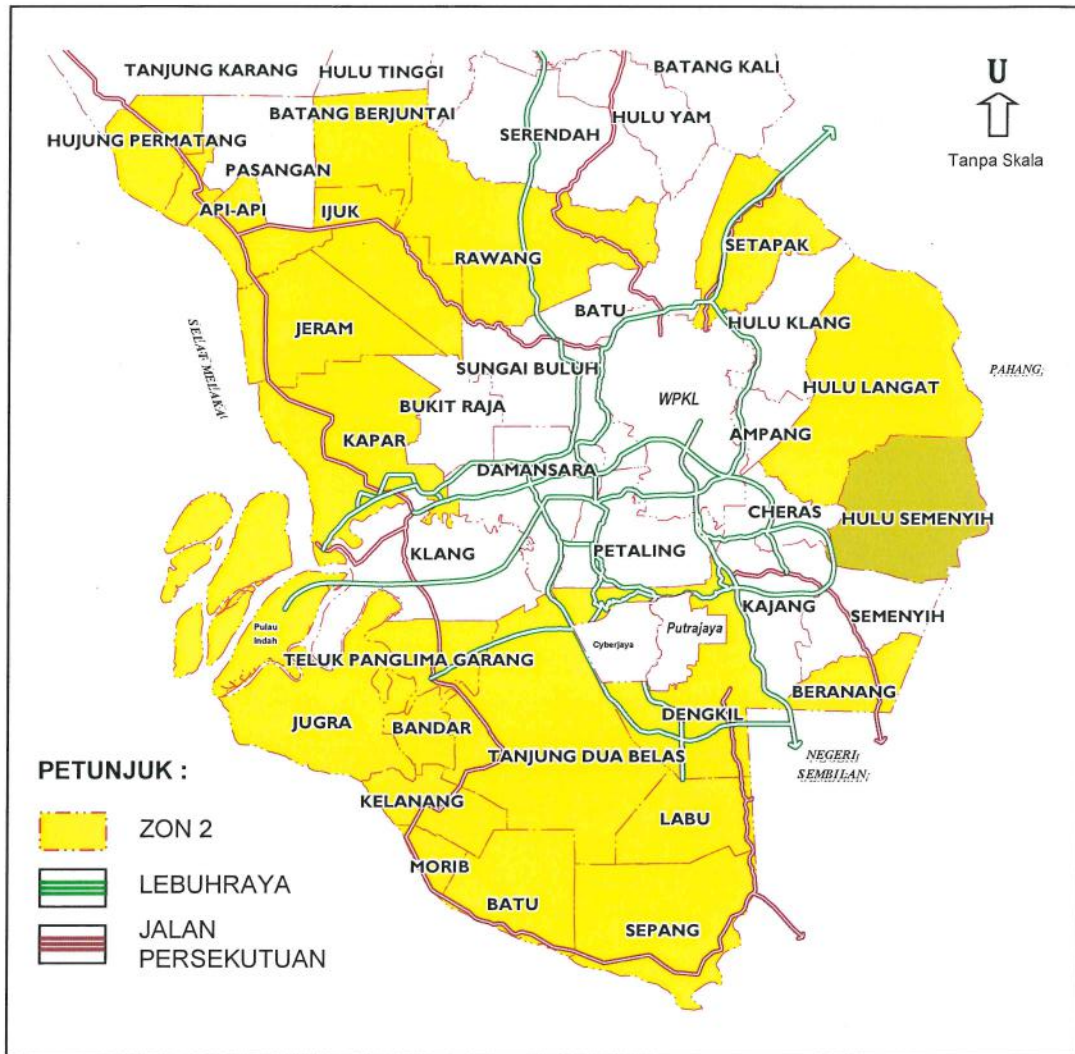 TANJUNG KARANG
HULU TINGGI
BATANG KALI
U
BATANG BERJUNTAI
HULU YAM
SERENDAH
HUJUNG PERMATANG
Tanpa Skala
PASANGAN
API-API
IJUK
SETAPAK
RAWANG
BATU
HULU KLANG
JERAM
SELAT MELAKA
SUNGAI BULUH
HULU LANGAT
PAHANG
WPKL
BUKIT RAJA
KAPAR
AMPANG
DAMANSARA
CHERAS
HULU SEMENYIH
KLANG
PETALING
KAJANG
SEMENYIH
Pulau
Indah
Cyberjaya
Putrajaya
TELUK PANGLIMA GARANG
BERANANG
JUGRA
BANDAR
DENGKIL
TANJUNG DUA BELAS
NEGERI
SEMBILAN
PETUNJUK :
KELANANG
ZON 2
LABU
MORIB
LEBUHRAYA
BATU
SEPANG
JALAN
PERSEKUTUAN